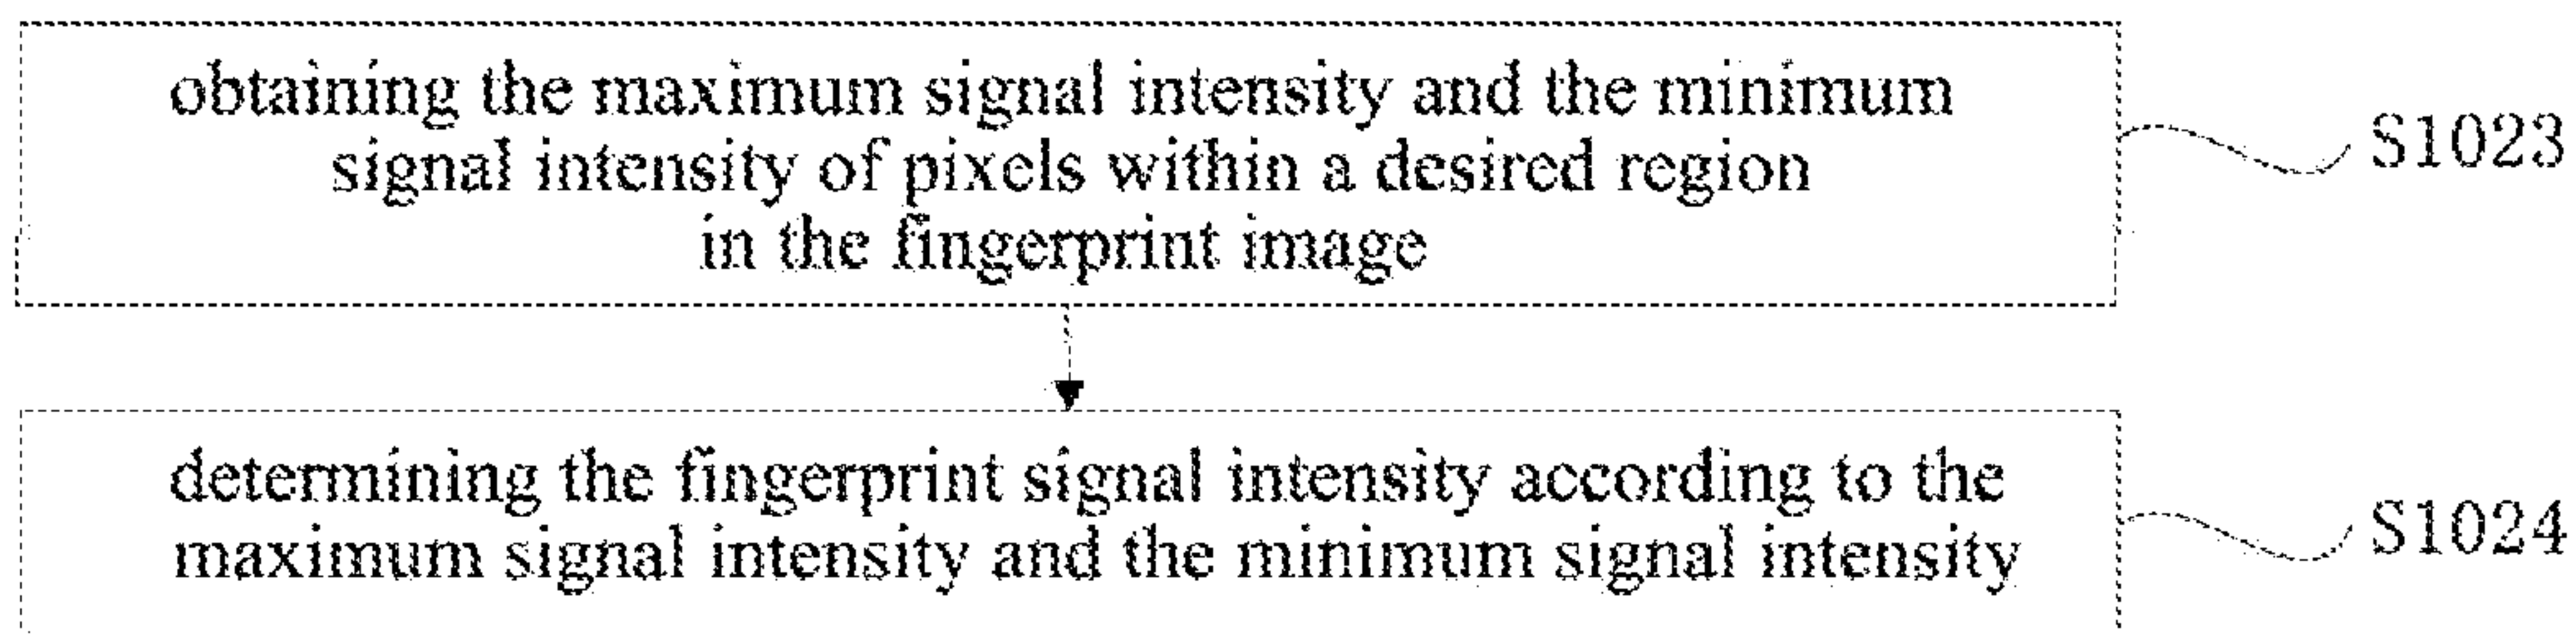 obtaining the maximum signal intensity and the minimum
signal intensity of pixels within a desired region
in the fingerprint image
S1023
determining the fingerprint signal intensity according to the
maximum signal intensity and the minimum signal intensity
S1024